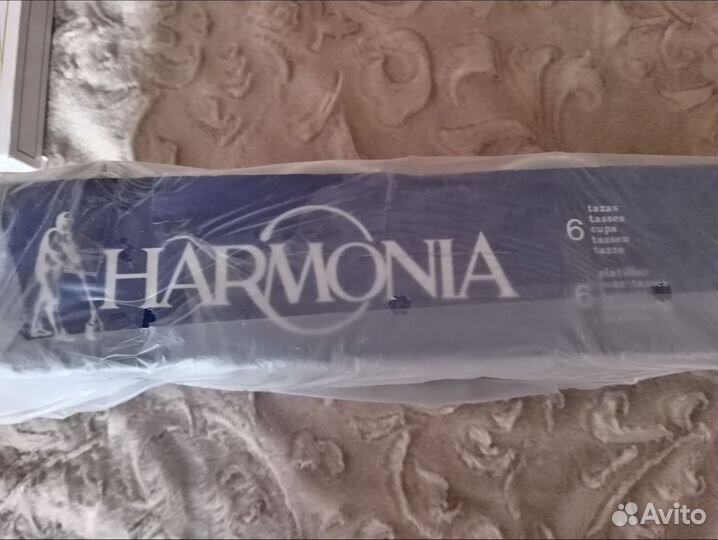 HARMONIA
6
tazas
tasses
cups
tassen
tazze
6
platillos
Avito